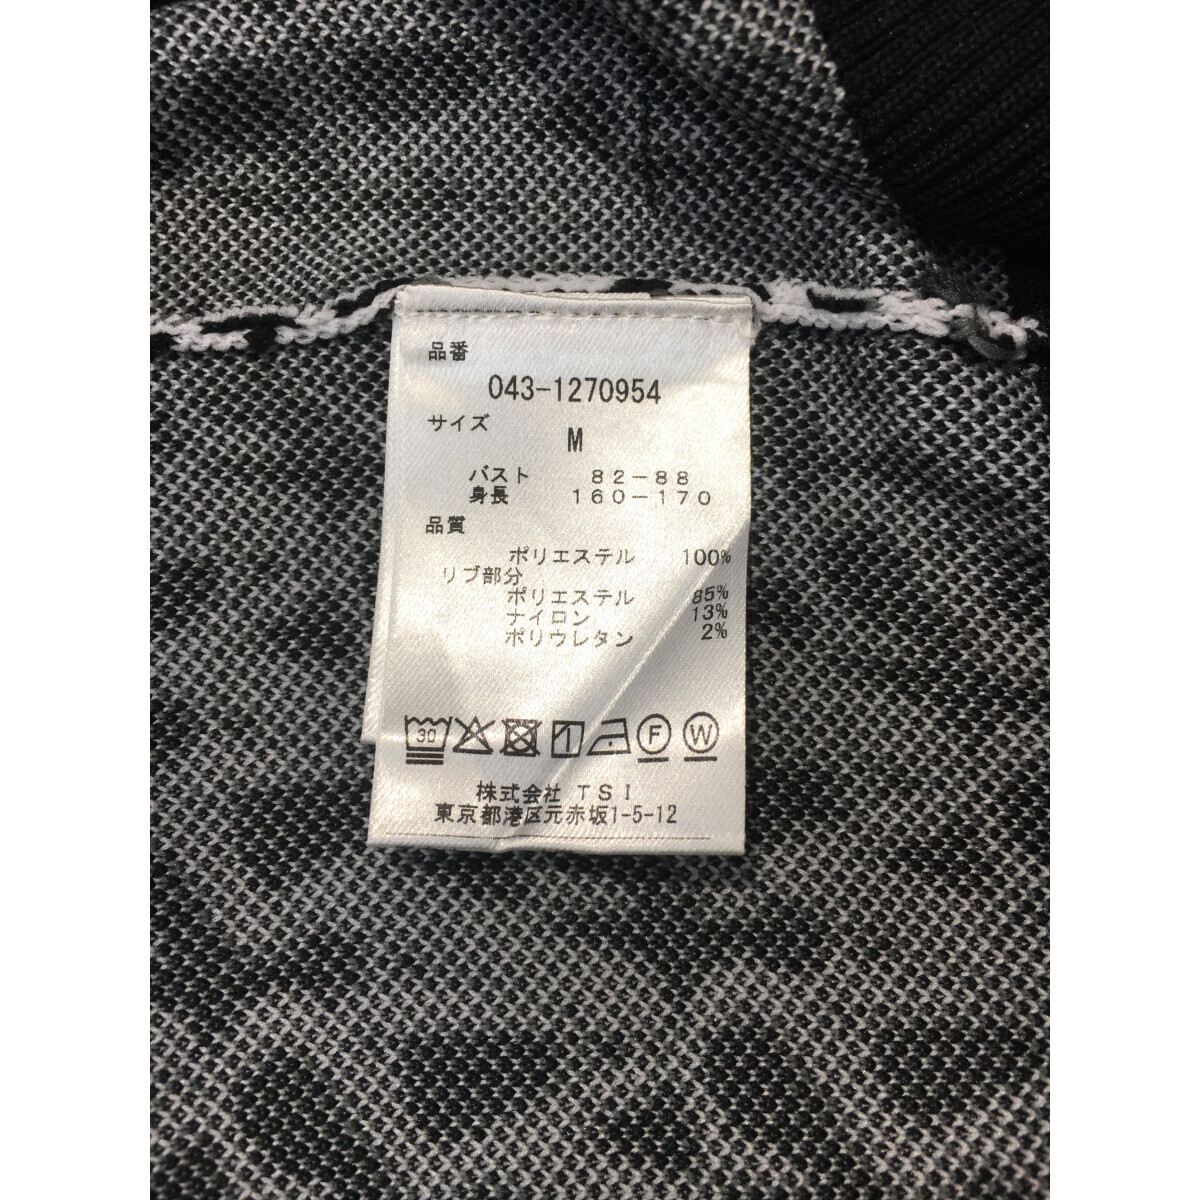 品番
043-1270954
サイズ
M
バスト 82-88
身長 160-170
品質
ポリエステル 100%
リブ部分
ポリエステル 85%
ナイロン 13%
ポリウレタン 2%
30 F W
株式会社 TSI
東京都港区元赤坂1-5-12